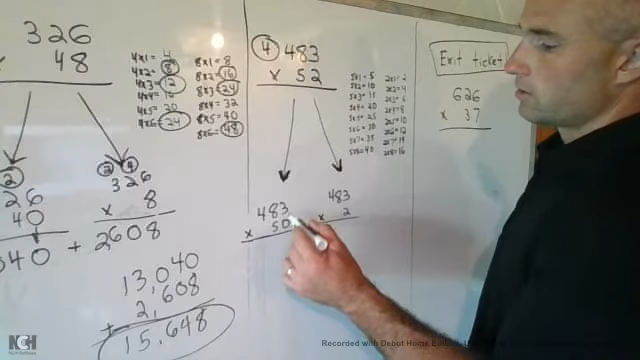 326
48
4x1= 4
4x2= 8
4x3= 12
4x5= 20
4x6= 24
8x1= 8
8x2= 16
8x3= 24
8x4= 32
8x5= 40
8x6= 48
2
26
40
040
+
2 4
326
x 8
2608
13,040
+ 2,608
15,648
4 483
x 52
5x1= 5
5x2= 10
5x3= 15
5x4= 20
5x5= 25
5x6= 30
5x7= 35
5x8= 40
2x1= 2
2x2= 4
2x3= 6
2x4= 8
2x5= 10
2x6= 12
2x7= 14
2x8= 16
483
x 50
483
x 2
Exit ticket
626
x 37
NCH
Recorded with Debut Home E